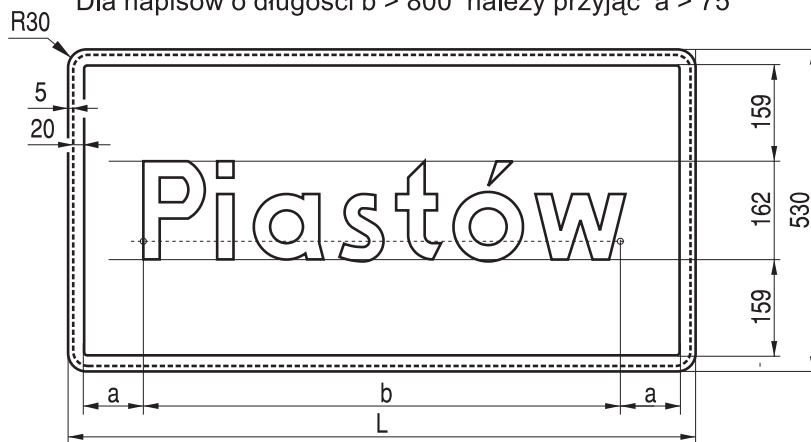 Dla napisów o długości b > 800 należy przyjąć a > 75
R30
5
20
159
162
530
159
Piastów
a
b
a
L